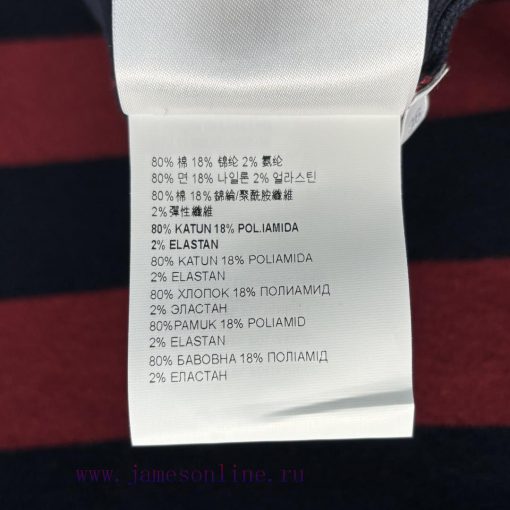 80% 棉 18% 锦纶 2% 氨纶
80% 면 18% 나일론 2% 얼라스틴
80% 棉 18% 錦綸/聚酰胺纖維
2% 彈性纖維
80% KATUN 18% POL.IAMIDA
2% ELASTAN
80% KATUN 18% POLIAMIDA
2% ELASTAN
80% ХЛОПОК 18% ПОЛИАМИД
2% ЭЛАСТАН
80%PAMUK 18% POLIAMID
2% ELASTAN
80% БАВОВНА 18% ПОЛІАМІД
2% ЕЛАСТАН
www.jamesonline.ru